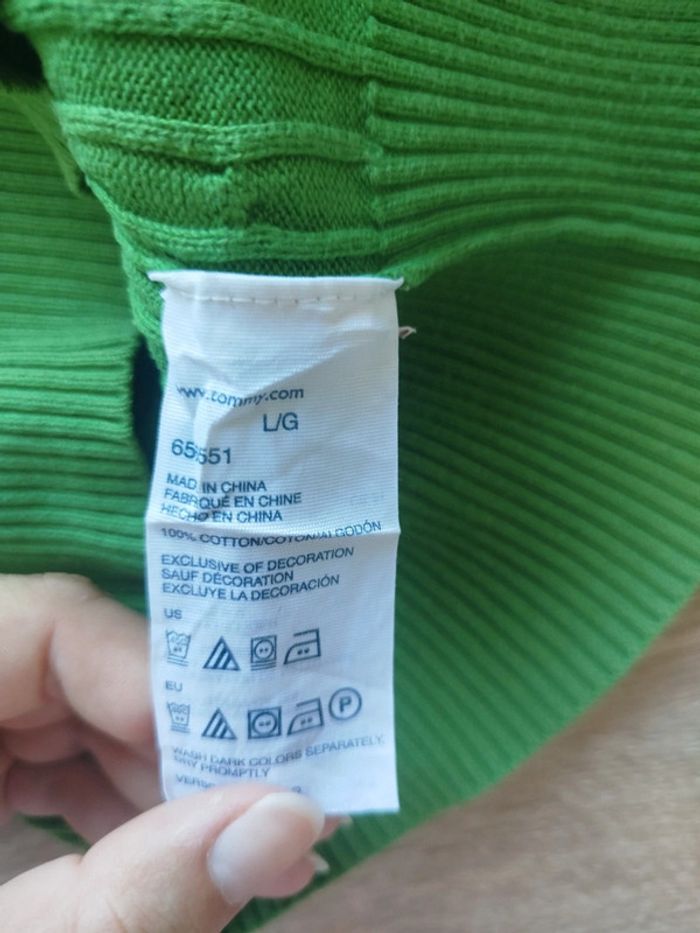 www.tommy.com
L/G
MADE IN CHINA
FABRIQUÉ EN CHINE
HECHO EN CHINA
100% COTTON/COTON/ALGODÓN
EXCLUSIVE OF DECORATION
SAUF DÉCORATION
EXCLUYE LA DECORACIÓN
US
EU
P
WASH DARK COLORS SEPARATELY
DRY PROMPTLY